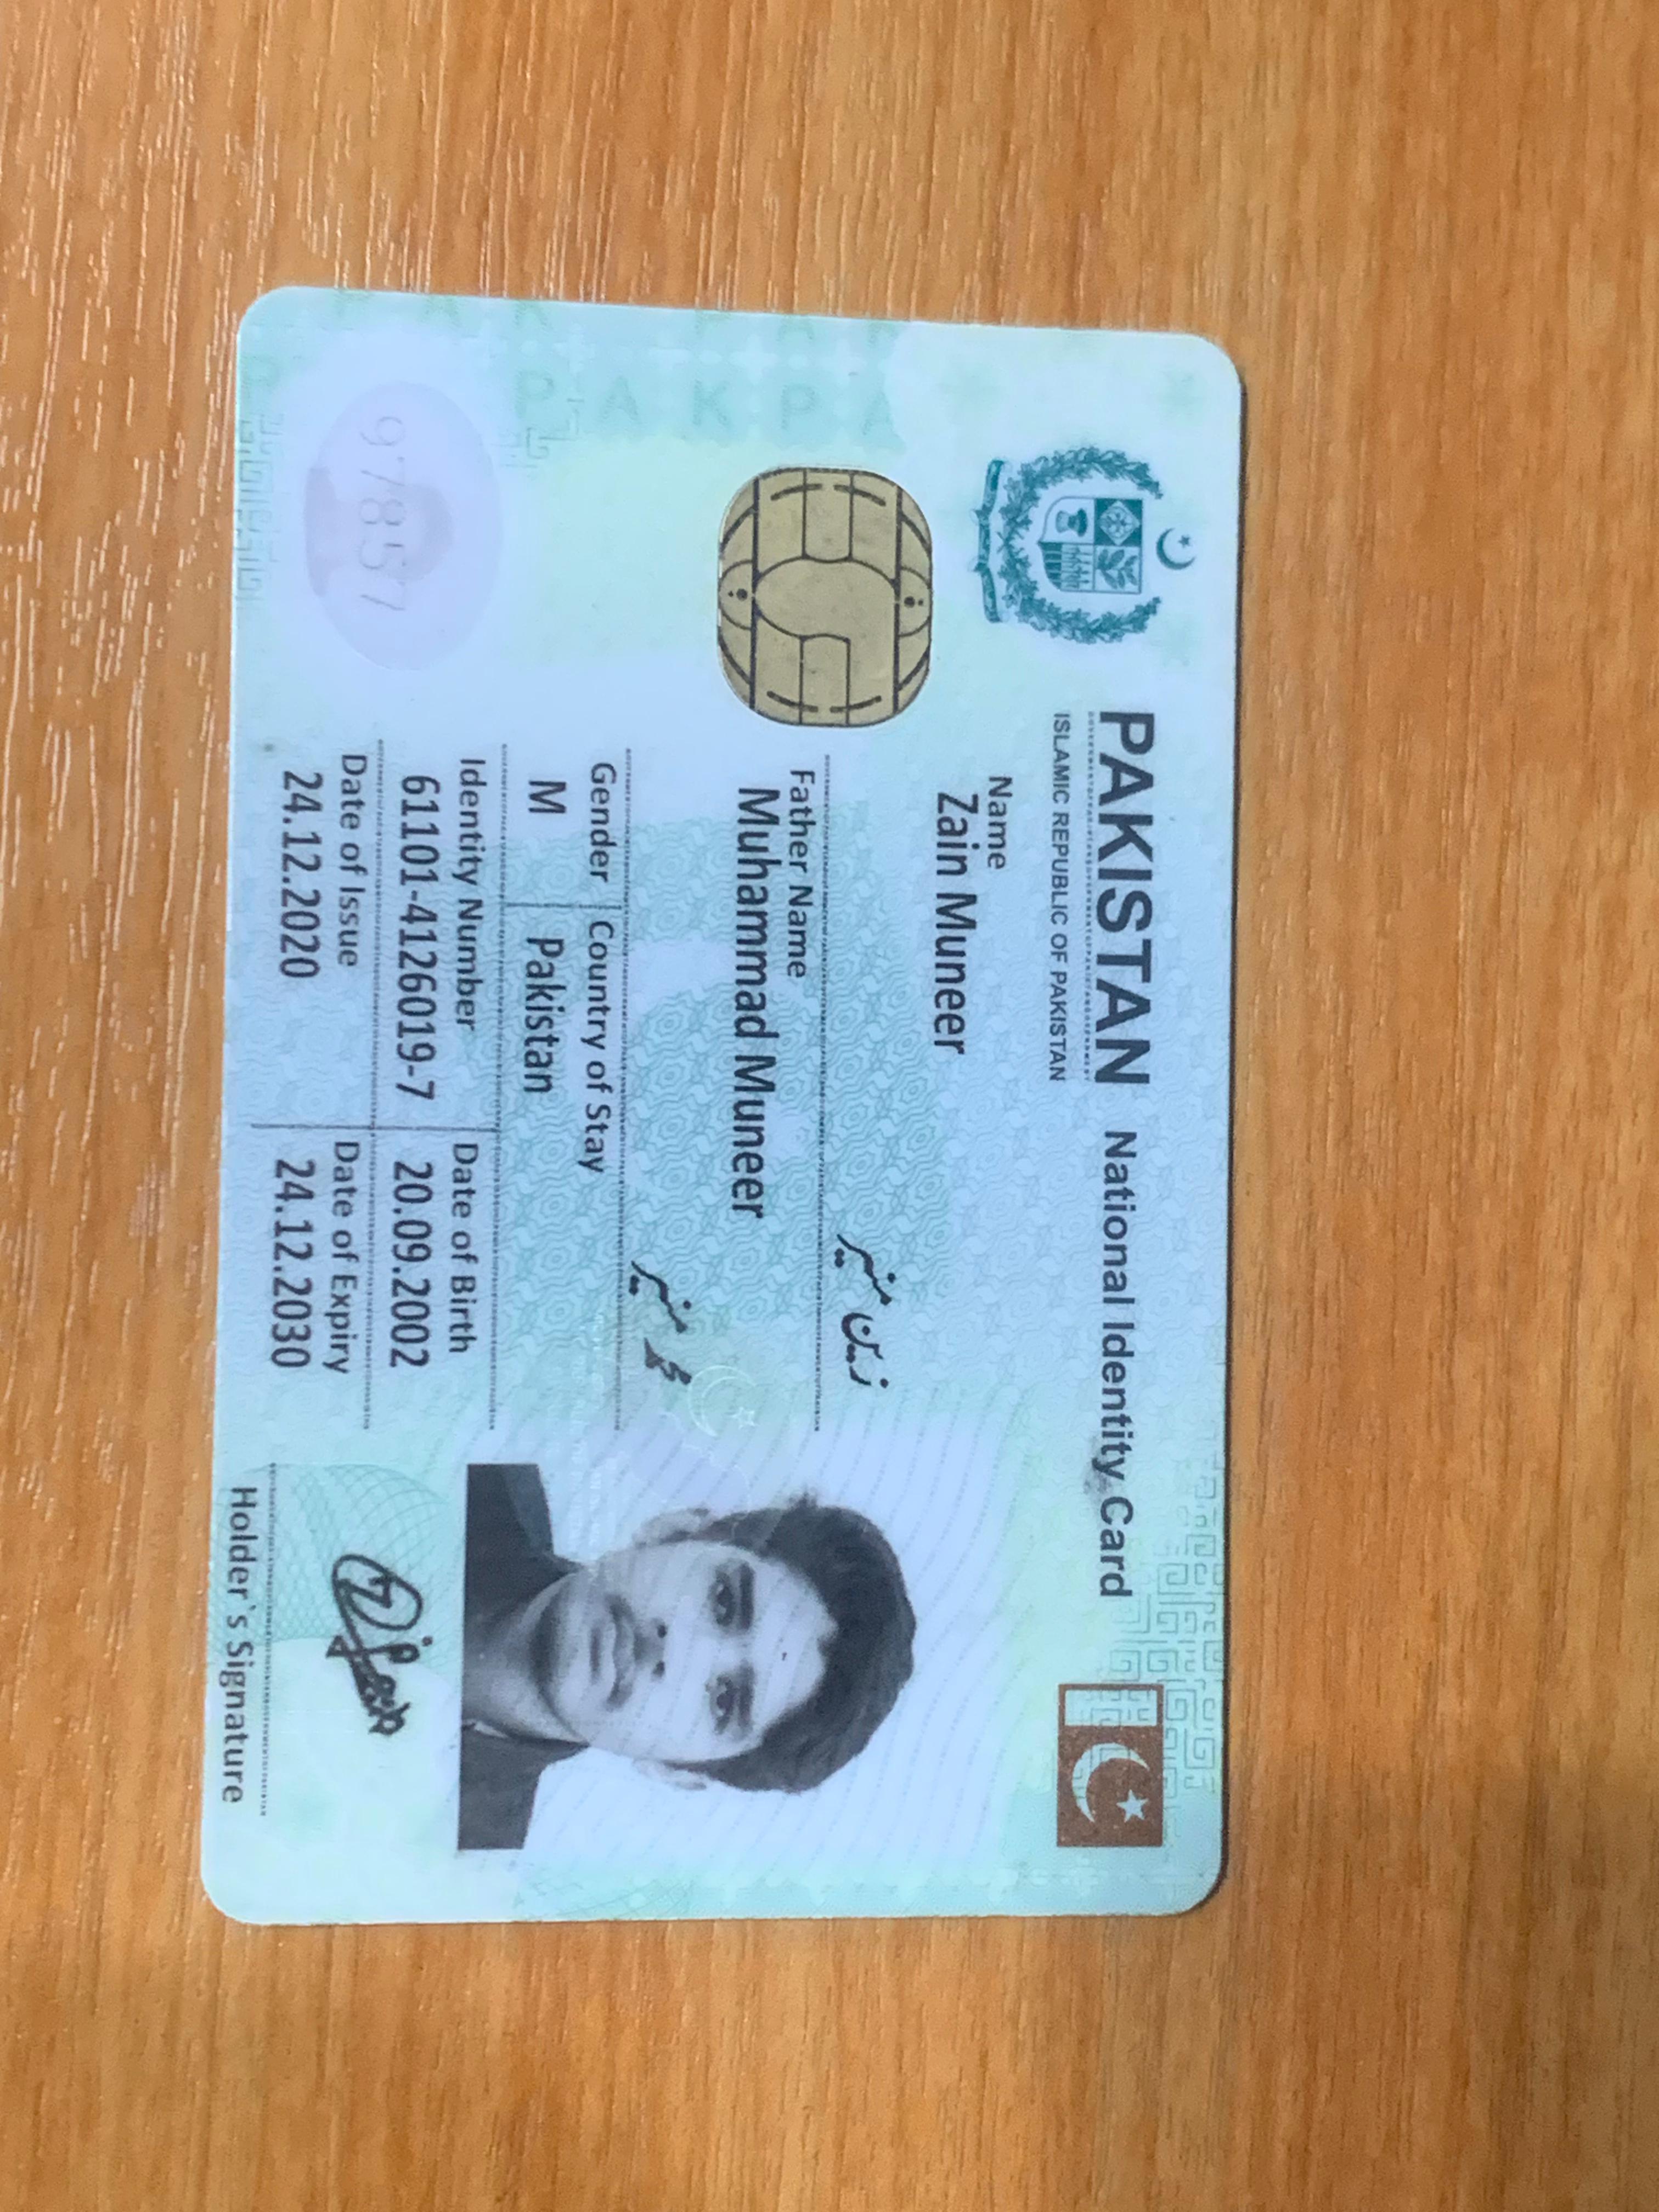 PAKISTAN National Identity Card
ISLAMIC REPUBLIC OF PAKISTAN
Name
Zain Muneer
زین منیر
Father Name
Muhammad Muneer
محمد منیر
Gender Country of Stay
M Pakistan
Identity Number Date of Birth
61101-4126019-7 20.09.2002
Date of Issue Date of Expiry
24.12.2020 24.12.2030
Holder`s Signature
97857
PAKPA